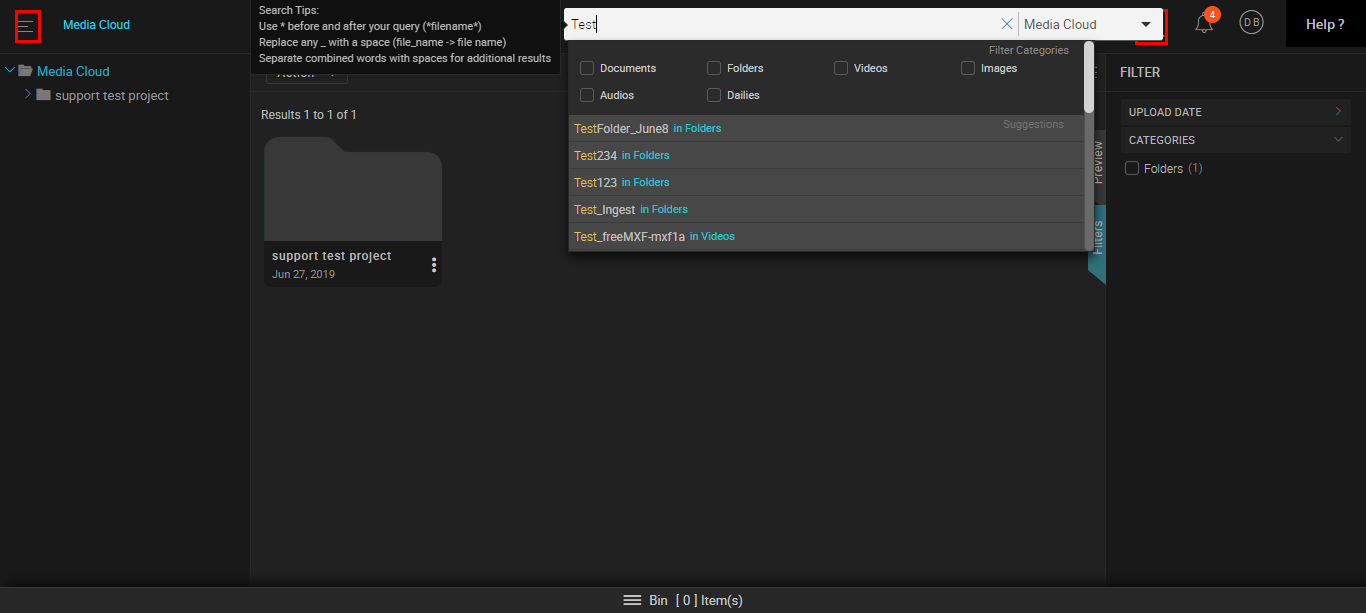 Media Cloud
Search Tips:
Use * before and after your query (*filename*)
Replace any _ with a space (file_name -> file name)
Separate combined words with spaces for additional results
Test
Media Cloud
4
D B
Help ?
Media Cloud
support test project
Action
Results 1 to 1 of 1
support test project
Jun 27, 2019
Filter Categories
Documents
Folders
Videos
Images
Audios
Dailies
Suggestions
TestFolder_June8 in Folders
Test234 in Folders
Test123 in Folders
Test_Ingest in Folders
Test_freeMXF-mxf1a in Videos
Preview
Filters
FILTER
UPLOAD DATE
CATEGORIES
Folders (1)
Bin [ 0 ] Item(s)